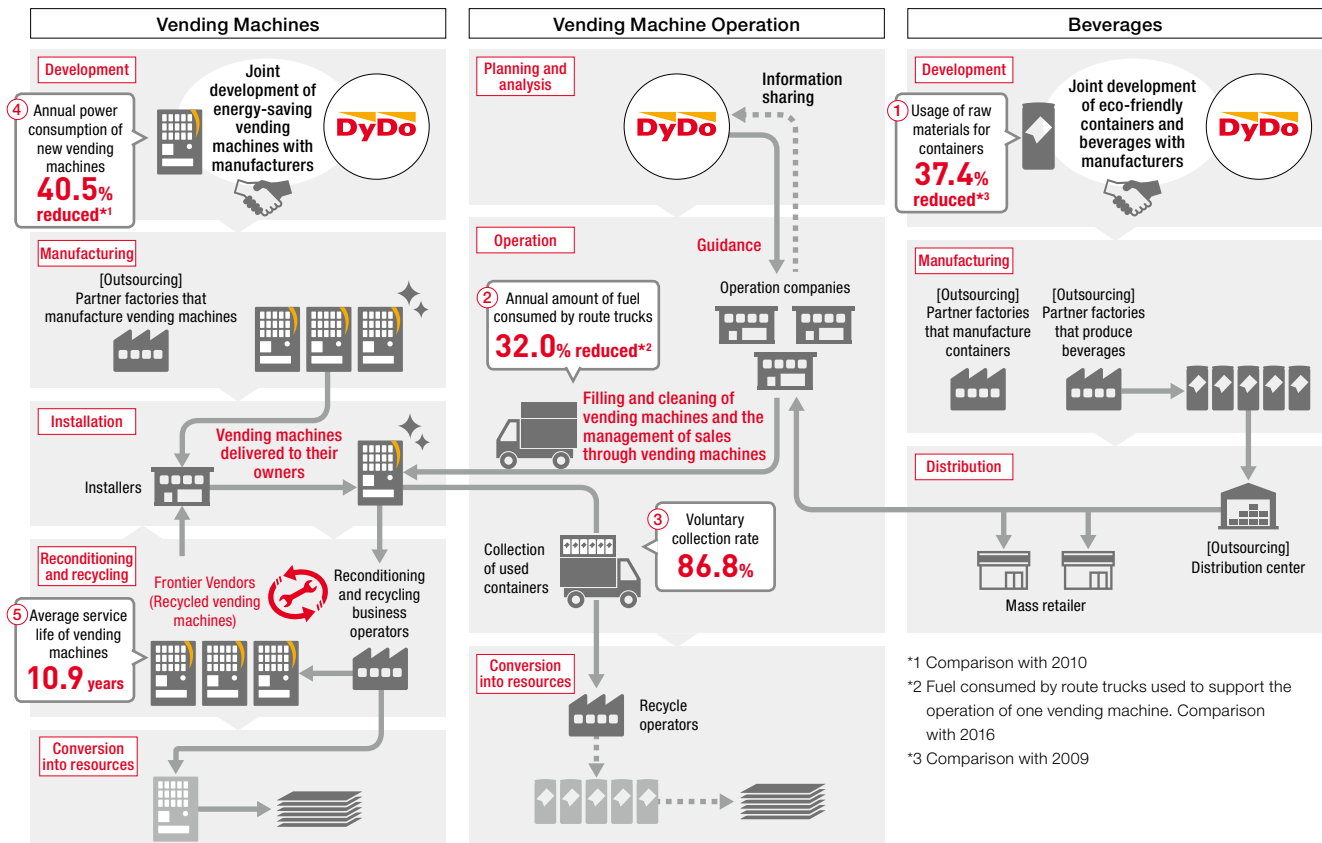 Vending Machines
Development
Joint
development of
energy-saving
vending
machines with
manufacturers
DyDo
4
Annual power
consumption of
new vending
machines
40.5%
reduced*1
Manufacturing
[Outsourcing]
Partner factories that
manufacture vending machines
Installation
Vending machines
delivered to their
owners
Installers
Reconditioning
and recycling
Frontier Vendors
(Recycled vending
machines)
Reconditioning
and recycling
business
operators
5
Average service
life of vending
machines
10.9 years
Conversion
into resources
Vending Machine Operation
Planning and
analysis
DyDo
Information
sharing
Operation
Guidance
Operation companies
2
Annual amount of fuel
consumed by route trucks
32.0% reduced*2
Filling and cleaning of
vending machines and the
management of sales
through vending machines
Collection
of used
containers
3
Voluntary
collection rate
86.8%
Conversion
into resources
Recycle
operators
Beverages
Development
1
Usage of raw
materials for
containers
37.4%
reduced*3
Joint development
of eco-friendly
containers and
beverages with
manufacturers
DyDo
Manufacturing
[Outsourcing]
Partner factories
that manufacture
containers
[Outsourcing]
Partner factories
that produce
beverages
Distribution
[Outsourcing]
Distribution center
Mass retailer
*1 Comparison with 2010
*2 Fuel consumed by route trucks used to support the
operation of one vending machine. Comparison
with 2016
*3 Comparison with 2009